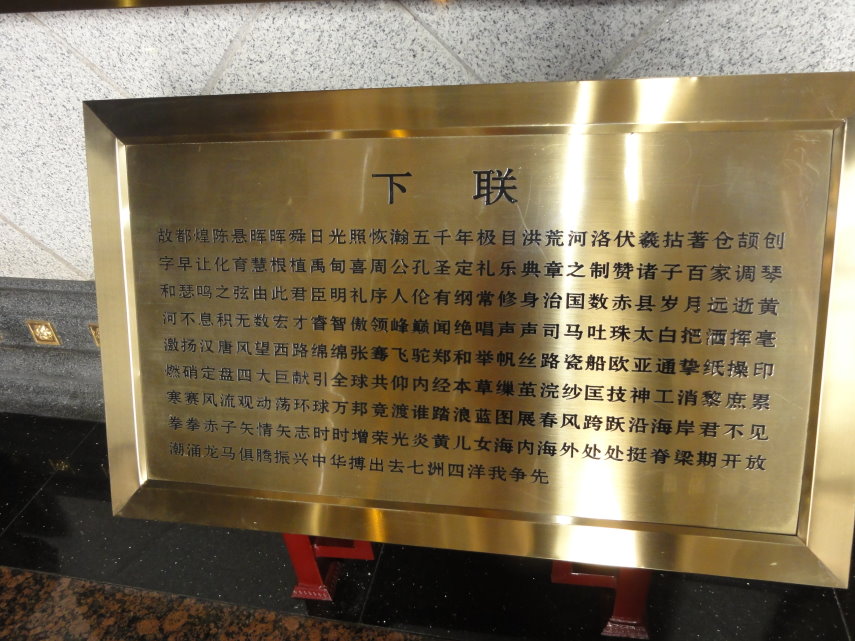 下联
故都煌陈悬晖晖舜日光照恢瀚五千年极目洪荒河洛伏羲拈著仓颉创
字早让化育慧根植禹甸喜周公孔圣定礼乐典章之制赞诸子百家调琴
和瑟鸣之弦由此君臣明礼序人伦有纲常修身治国数赤县岁月远逝黄
河不息积无数宏才睿智傲领峰巅闻绝唱声声司马吐珠太白把洒挥毫
激扬汉唐风望西路绵绵张骞飞驼郑和举帆丝路瓷船欧亚通挚纸操印
燃硝定盘四大巨献引全球共仰内经本草缫茧浣纱匡技神工消黎庶累
寒赛风流观动荡环球万邦竞渡谁踏浪蓝图展春风跨跃沿海岸君不见
拳拳赤子矢情矢志时时增荣光炎黄儿女海内海外处处挺脊梁期开放
潮涌龙马俱腾振兴中华搏出去七洲四洋我争先